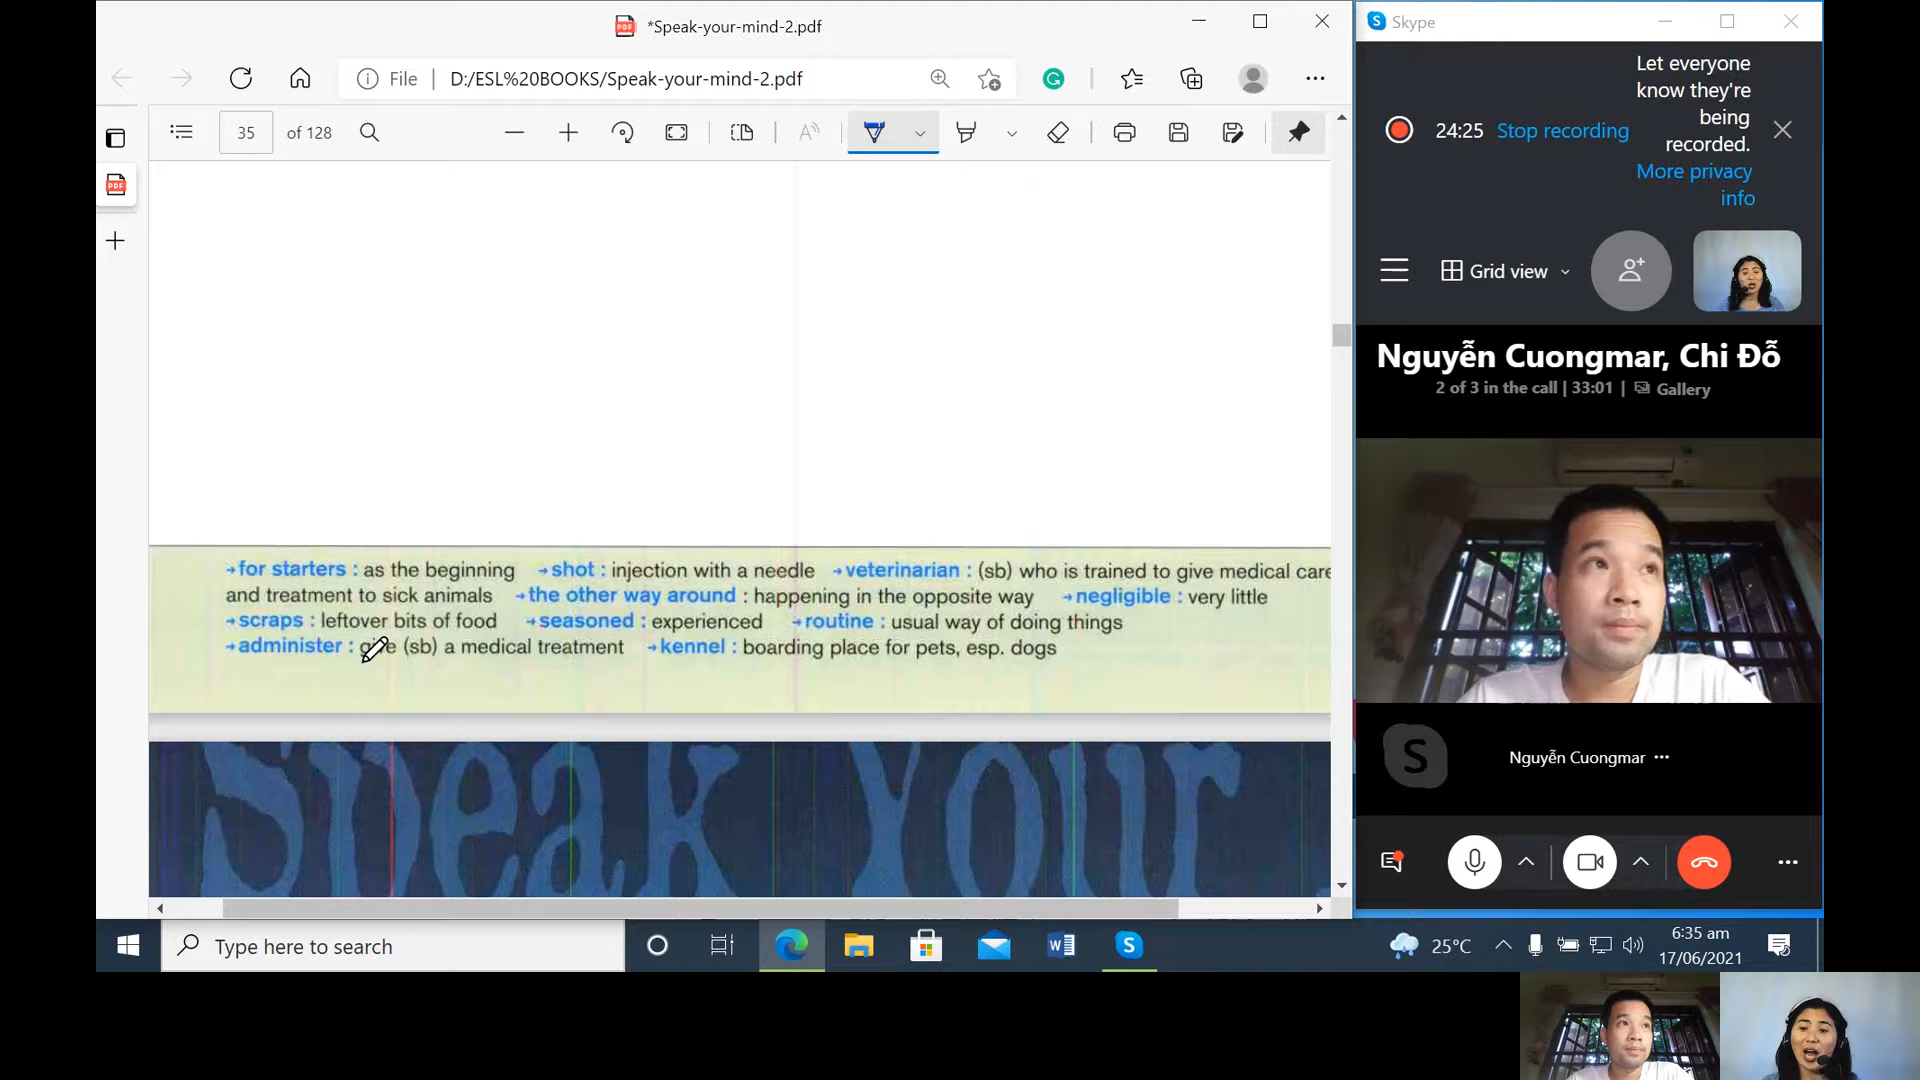 *Speak-your-mind-2.pdf
File
D:/ESL%20BOOKS/Speak-your-mind-2.pdf
35 of 128
→for starters : as the beginning →shot : injection with a needle →veterinarian : (sb) who is trained to give medical care
and treatment to sick animals →the other way around : happening in the opposite way →negligible : very little
→scraps : leftover bits of food →seasoned : experienced →routine : usual way of doing things
→administer : give (sb) a medical treatment →kennel : boarding place for pets, esp. dogs
Speak Your
Skype
24:25 Stop recording
Let everyone
know they're
being
recorded.
More privacy
info
Grid view
Nguyễn Cuongmar, Chi Đỗ
2 of 3 in the call | 33:01 | Gallery
S
Nguyễn Cuongmar
Type here to search
25°C
6:35 am
17/06/2021